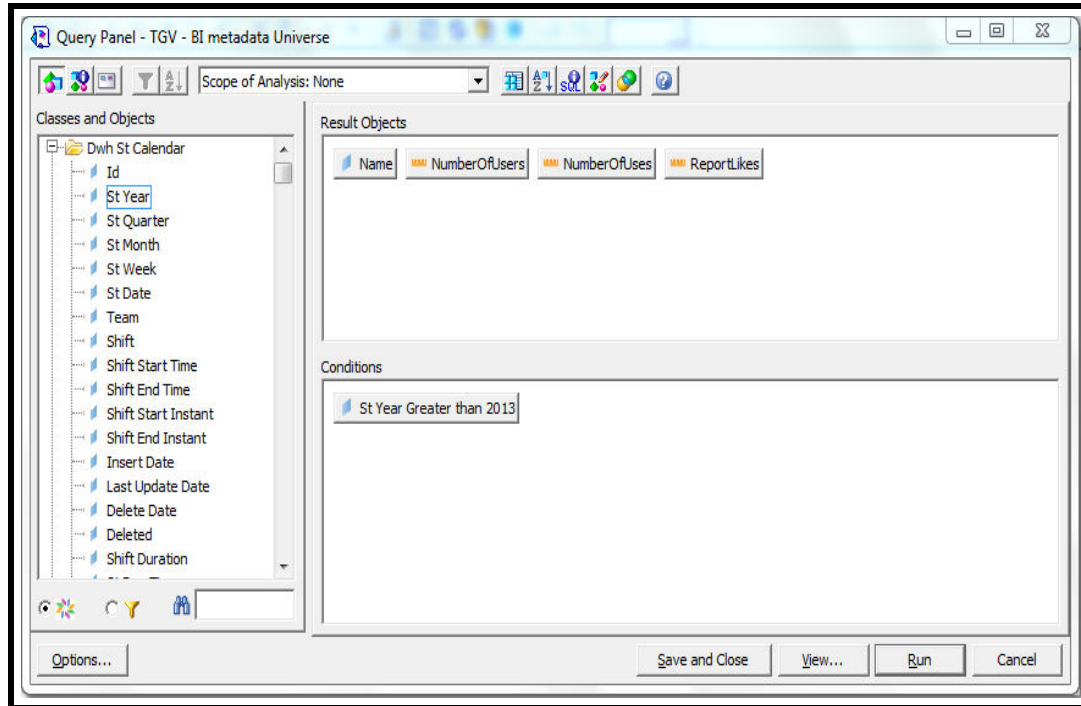 Query Panel - TGV - BI metadata Universe
Scope of Analysis: None
Classes and Objects
Dwh St Calendar
Id
St Year
St Quarter
St Month
St Week
St Date
Team
Shift
Shift Start Time
Shift End Time
Shift Start Instant
Shift End Instant
Insert Date
Last Update Date
Delete Date
Deleted
Shift Duration
Result Objects
Name NumberOfUsers NumberOfUses ReportLikes
Conditions
St Year Greater than 2013
Options... Save and Close View... Run Cancel